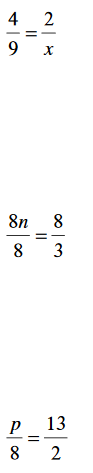 4/9 = 2/x
8n/8 = 8/3
p/8 = 13/2